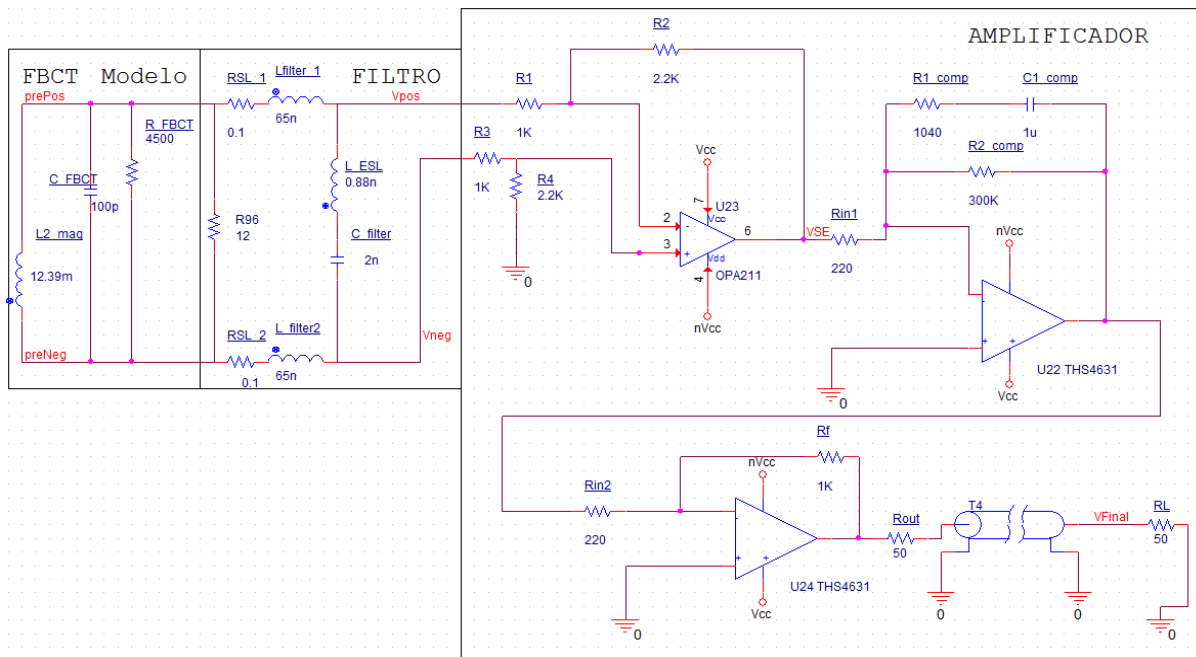 AMPLIFICADOR
FBCT Modelo
FILTRO
prePos
RSL_1
0.1
Lfilter_1
65n
Vpos
R_FBCT
4500
C_FBCT
100p
L2_mag
12.39m
R96
12
L_ESL
0.88n
C_filter
2n
preNeg
RSL_2
0.1
L_filter2
65n
Vneg
R1
1K
R2
2.2K
R3
1K
R4
2.2K
0
Vcc
7
U23
Vcc
2
-
3
+
6
Vdd
4
OPA211
nVcc
VSE
Rin1
220
R1_comp
1040
C1_comp
1u
R2_comp
300K
nVcc
-
+
+
U22 THS4631
Vcc
0
Rin2
220
Rf
1K
nVcc
-
+
+
U24 THS4631
Vcc
0
Rout
50
T4
0
0
VFinal
RL
50
0